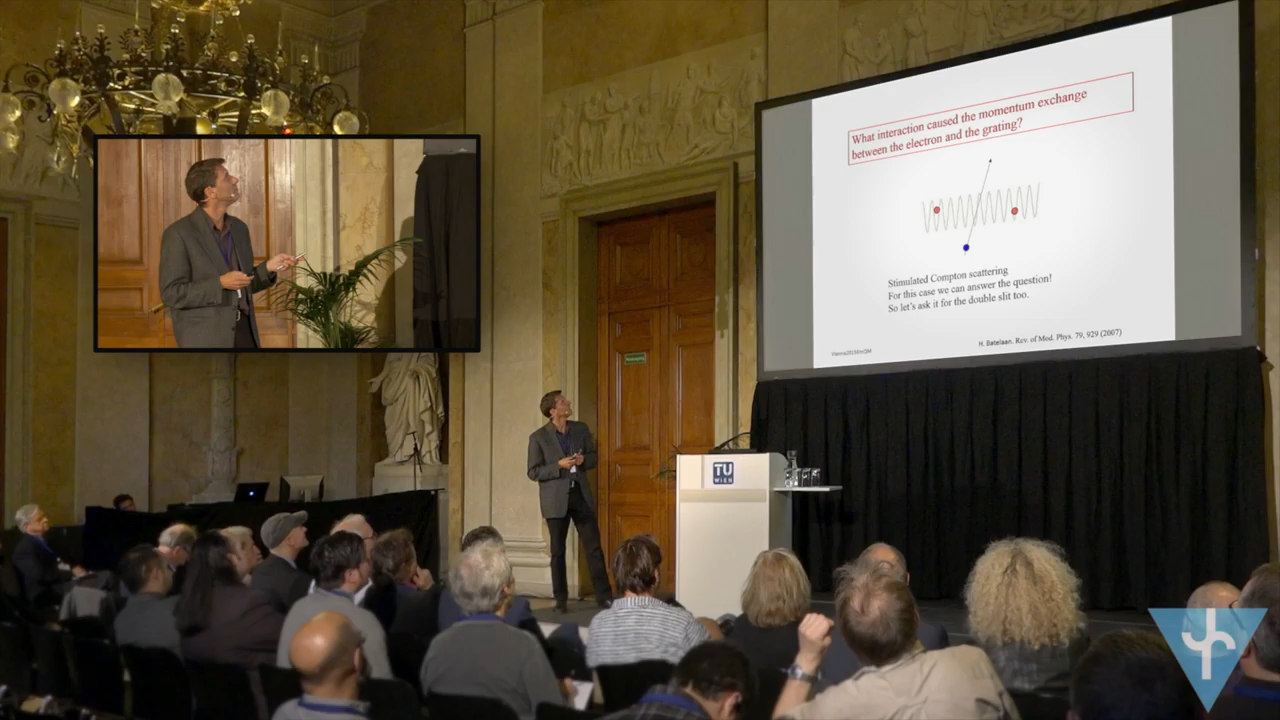 What interaction caused the momentum exchange
between the electron and the grating?
Stimulated Compton scattering
For this case we can answer the question!
So let's ask it for the double slit too.
H. Batelaan, Rev. of Mod. Phys. 79, 929 (2007)
TU
WIEN